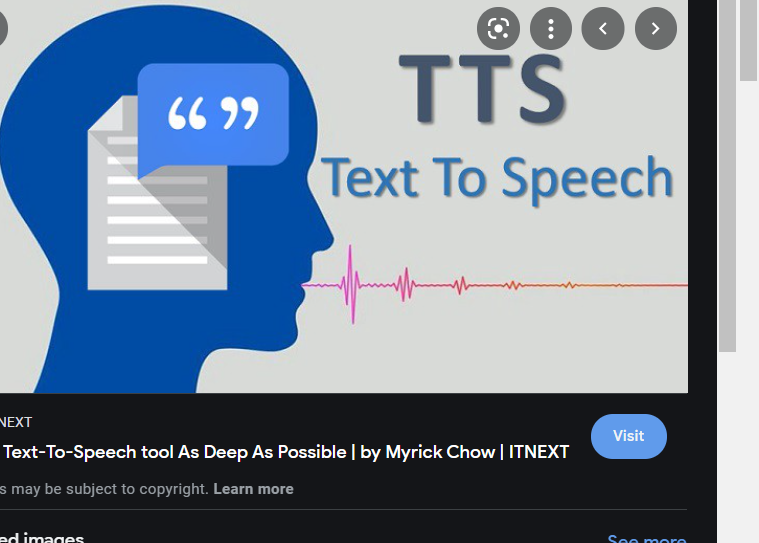 “ ”
TTS
Text To Speech
NEXT
Text-To-Speech tool As Deep As Possible | by Myrick Chow | ITNEXT
Visit
s may be subject to copyright. Learn more
ed images
See more